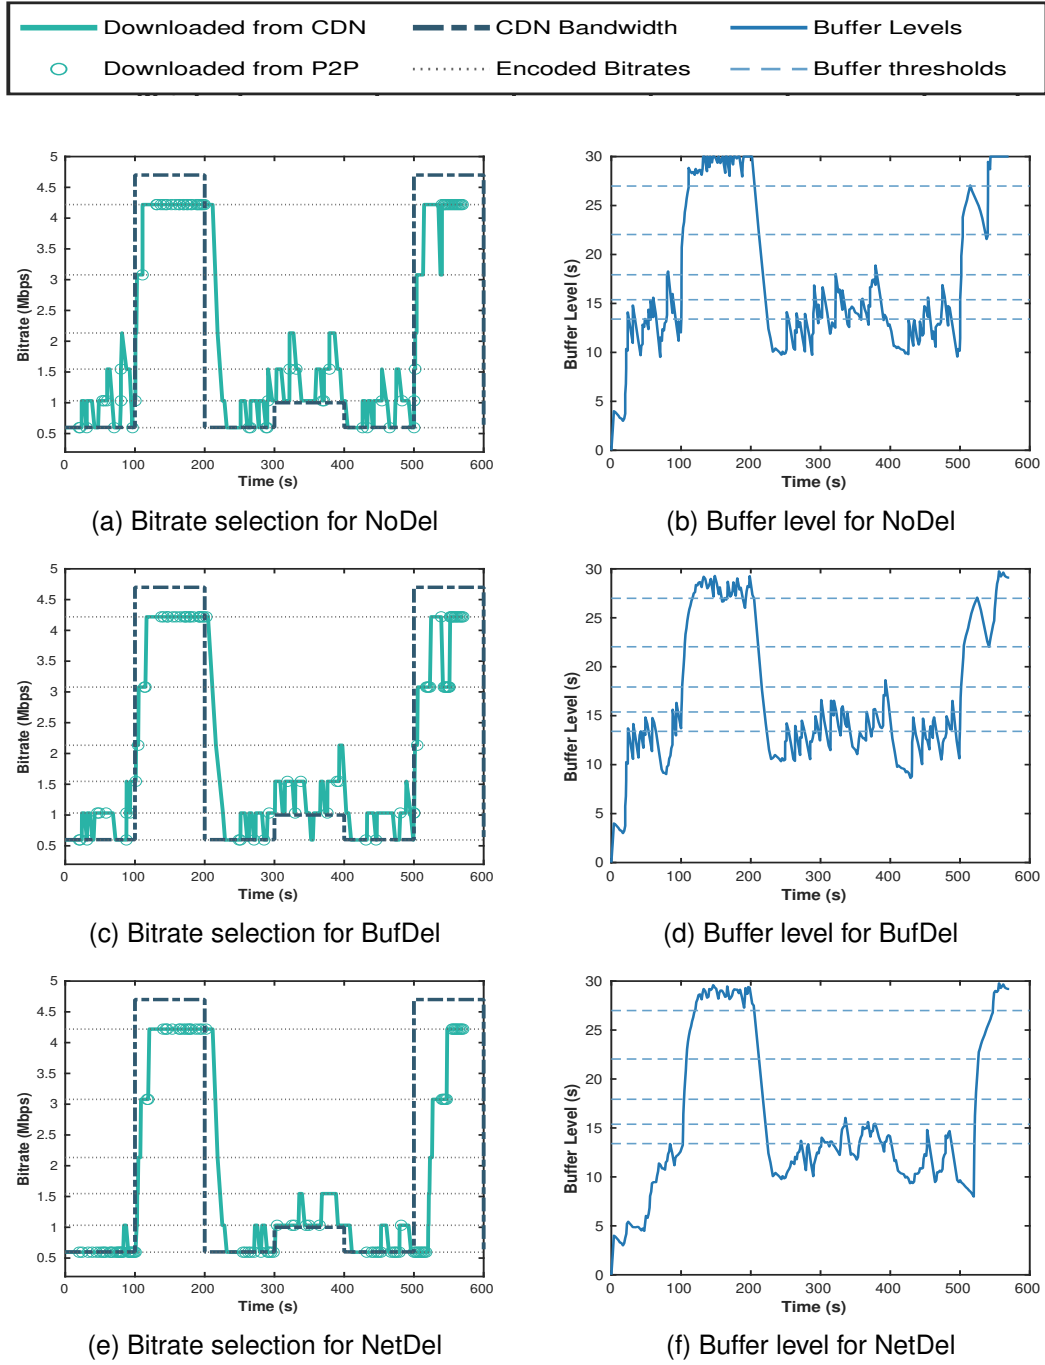 Downloaded from CDN CDN Bandwidth Buffer Levels
Downloaded from P2P Encoded Bitrates Buffer thresholds
5
4.5
4
3.5
3
2.5
2
1.5
1
0.5
Bitrate (Mbps)
0 100 200 300 400 500 600
Time (s)
(a) Bitrate selection for NoDel
30
25
20
15
10
5
0
Buffer Level (s)
0 100 200 300 400 500 600
Time (s)
(b) Buffer level for NoDel
5
4.5
4
3.5
3
2.5
2
1.5
1
0.5
Bitrate (Mbps)
0 100 200 300 400 500 600
Time (s)
(c) Bitrate selection for BufDel
30
25
20
15
10
5
0
Buffer Level (s)
0 100 200 300 400 500 600
Time (s)
(d) Buffer level for BufDel
5
4.5
4
3.5
3
2.5
2
1.5
1
0.5
Bitrate (Mbps)
0 100 200 300 400 500 600
Time (s)
(e) Bitrate selection for NetDel
30
25
20
15
10
5
0
Buffer Level (s)
0 100 200 300 400 500 600
Time (s)
(f) Buffer level for NetDel